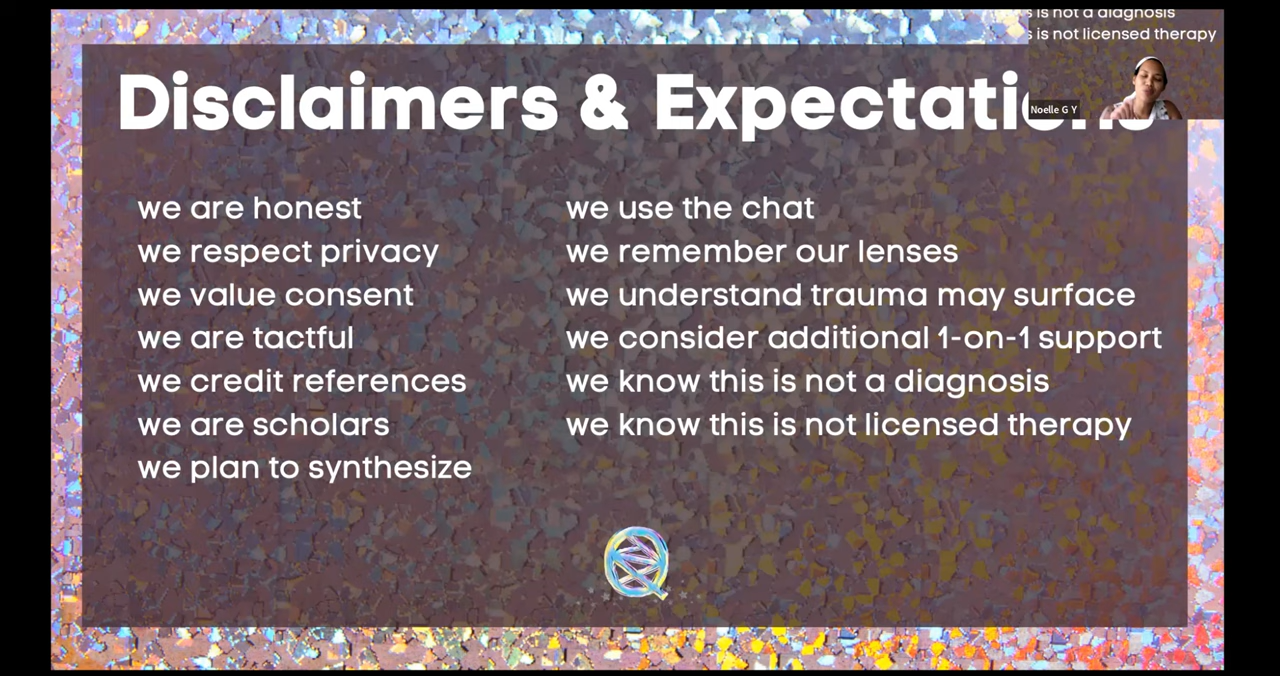 Disclaimers & Expectations
we are honest
we respect privacy
we value consent
we are tactful
we credit references
we are scholars
we plan to synthesize
we use the chat
we remember our lenses
we understand trauma may surface
we consider additional 1-on-1 support
we know this is not a diagnosis
we know this is not licensed therapy
s is not a diagnosis
s is not licensed therapy
Noelle G Y